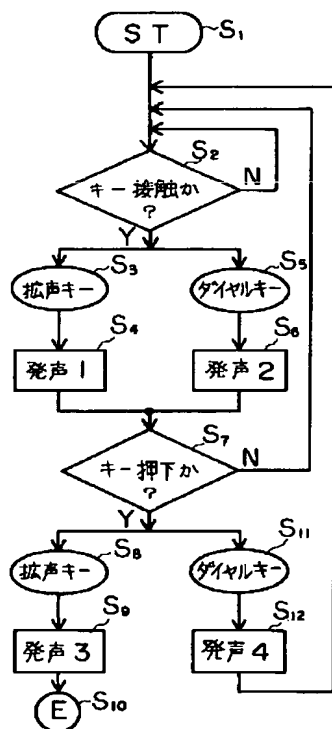 ST
S1
S2
キー接触か
?
N
Y
S3
拡声キー
S5
ダイヤルキー
S4
発声1
S6
発声2
S7
キー押下か
?
N
Y
S8
拡声キー
S11
ダイヤルキー
S9
発声3
S12
発声4
E
S10